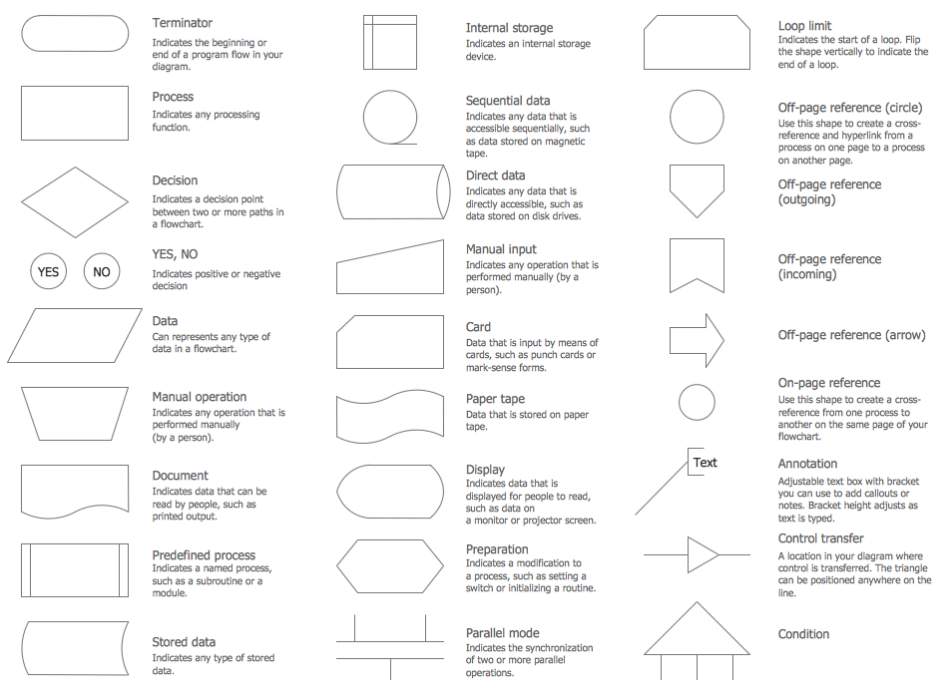 Terminator
Indicates the beginning or
end of a program flow in your
diagram.
Process
Indicates any processing
function.
Decision
Indicates a decision point
between two or more paths in
a flowchart.
YES
NO
YES, NO
Indicates positive or negative
decision
Data
Can represents any type of
data in a flowchart.
Manual operation
Indicates any operation that is
performed manually
(by a person).
Document
Indicates data that can be
read by people, such as
printed output.
Predefined process
Indicates a named process,
such as a subroutine or a
module.
Stored data
Indicates any type of stored
data.
Internal storage
Indicates an internal storage
device.
Sequential data
Indicates any data that is
accessible sequentially, such
as data stored on magnetic
tape.
Direct data
Indicates any data that is
directly accessible, such as
data stored on disk drives.
Manual input
Indicates any operation that is
performed manually (by a
person).
Card
Data that is input by means of
cards, such as punch cards or
mark-sense forms.
Paper tape
Data that is stored on paper
tape.
Display
Indicates data that is
displayed for people to read,
such as data on
a monitor or projector screen.
Preparation
Indicates a modification to
a process, such as setting a
switch or initializing a routine.
Parallel mode
Indicates the synchronization
of two or more parallel
operations.
Loop limit
Indicates the start of a loop. Flip
the shape vertically to indicate the
end of a loop.
Off-page reference (circle)
Use this shape to create a cross-
reference and hyperlink from a
process on one page to a process
on another page.
Off-page reference
(outgoing)
Off-page reference
(incoming)
Off-page reference (arrow)
On-page reference
Use this shape to create a cross-
reference from one process to
another on the same page of your
flowchart.
Text
Annotation
Adjustable text box with bracket
you can use to add callouts or
notes. Bracket height adjusts as
text is typed.
Control transfer
A location in your diagram where
control is transferred. The triangle
can be positioned anywhere on the
line.
Condition